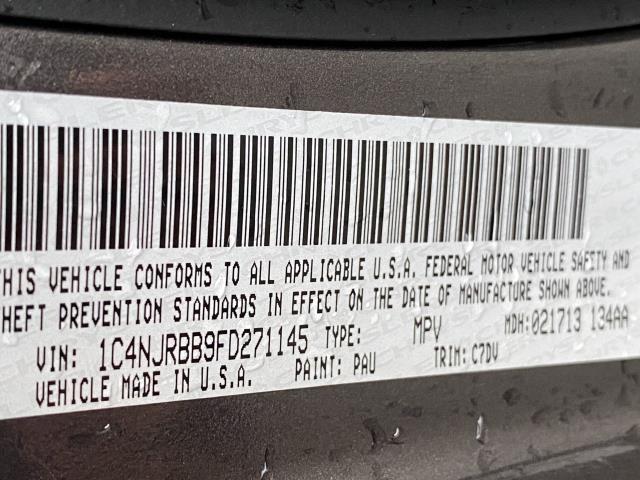 THIS VEHICLE CONFORMS TO ALL APPLICABLE U.S.A. FEDERAL MOTOR VEHICLE SAFETY AND
THEFT PREVENTION STANDARDS IN EFFECT ON THE DATE OF MANUFACTURE SHOWN ABOVE.
VIN: 1C4NJRBB9FD271145 TYPE: MPV MDH:021713 134AA
VEHICLE MADE IN U.S.A. PAINT: PAU TRIM: C7DV